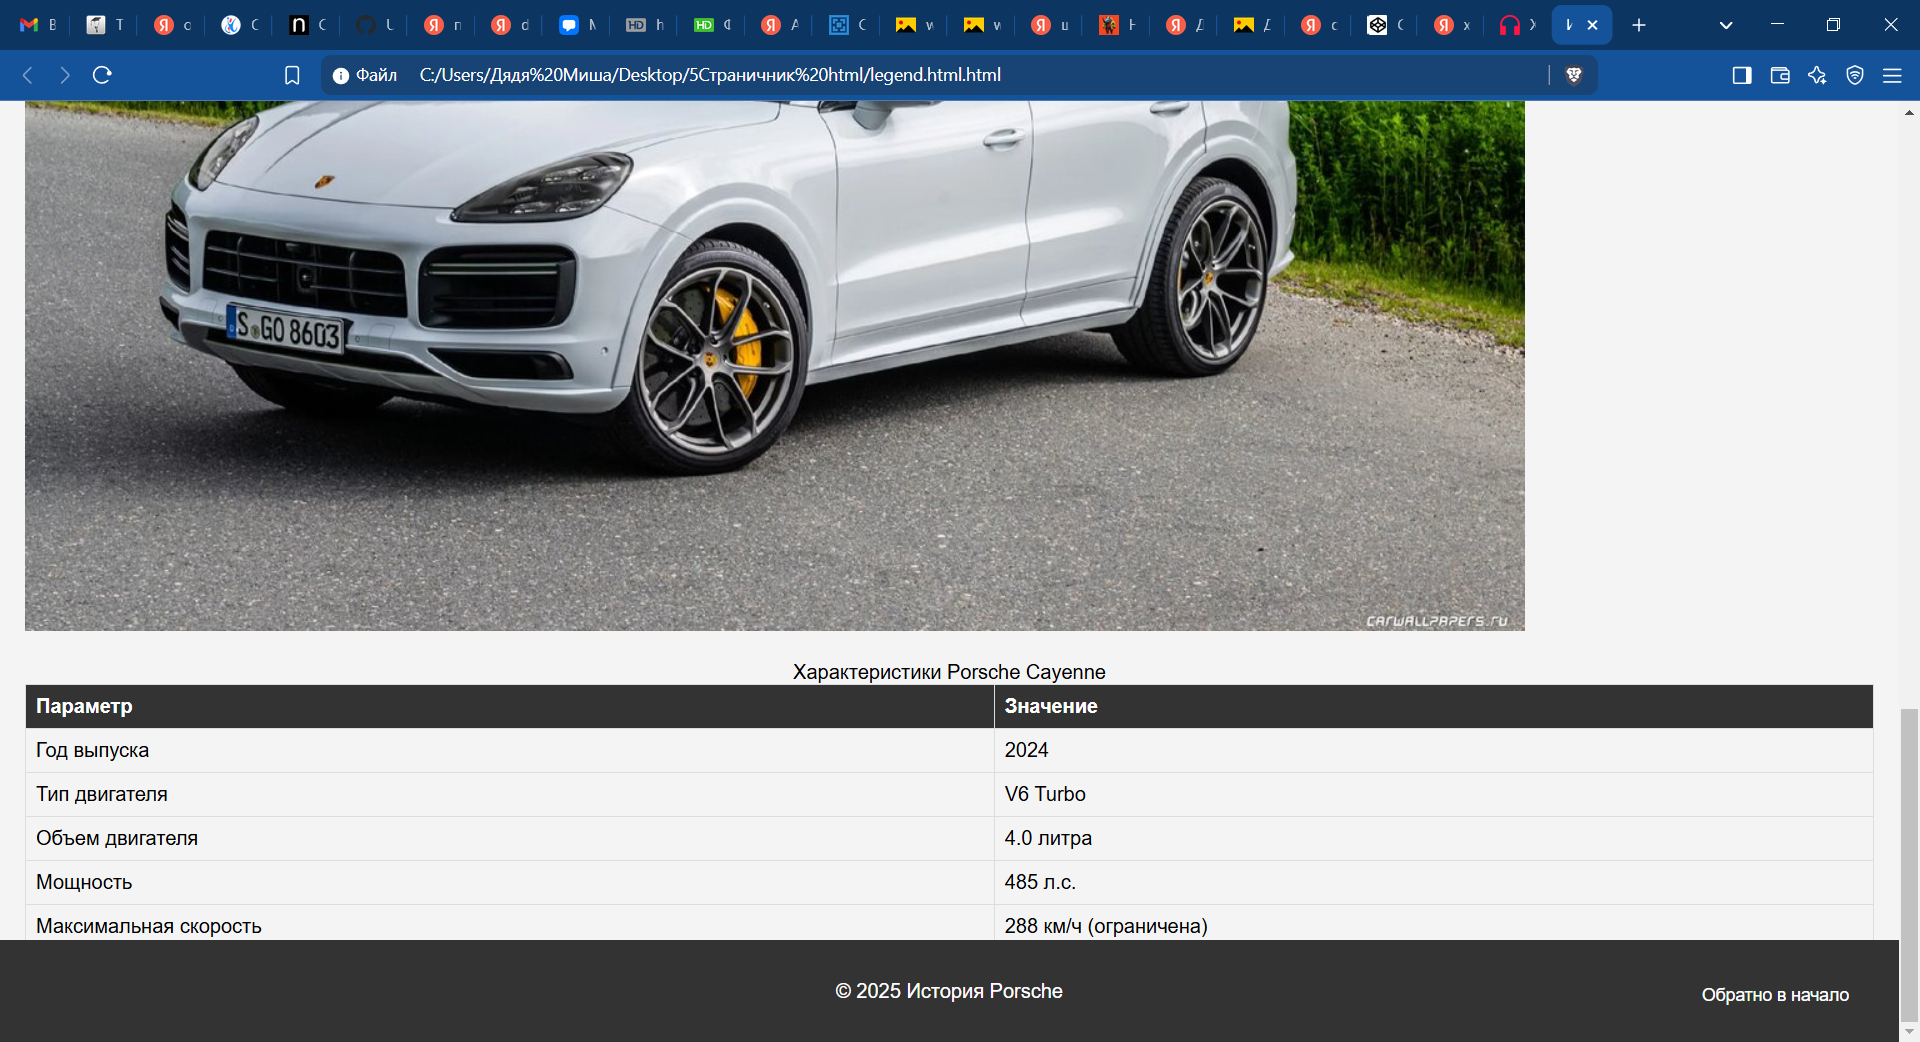 В
Т
о
С
С
U
п
d
М
h
А
С
w
w
ш
Д
Д
с
С
х
Файл C:/Users/Дядя%20Миша/Desktop/5Страничник%20html/legend.html.html
S GO 8603
CARWALLPAPERS.RU
Характеристики Porsche Cayenne
Параметр Значение
Год выпуска 2024
Тип двигателя V6 Turbo
Объем двигателя 4.0 литра
Мощность 485 л.с.
Максимальная скорость 288 км/ч (ограничена)
© 2025 История Porsche
Обратно в начало